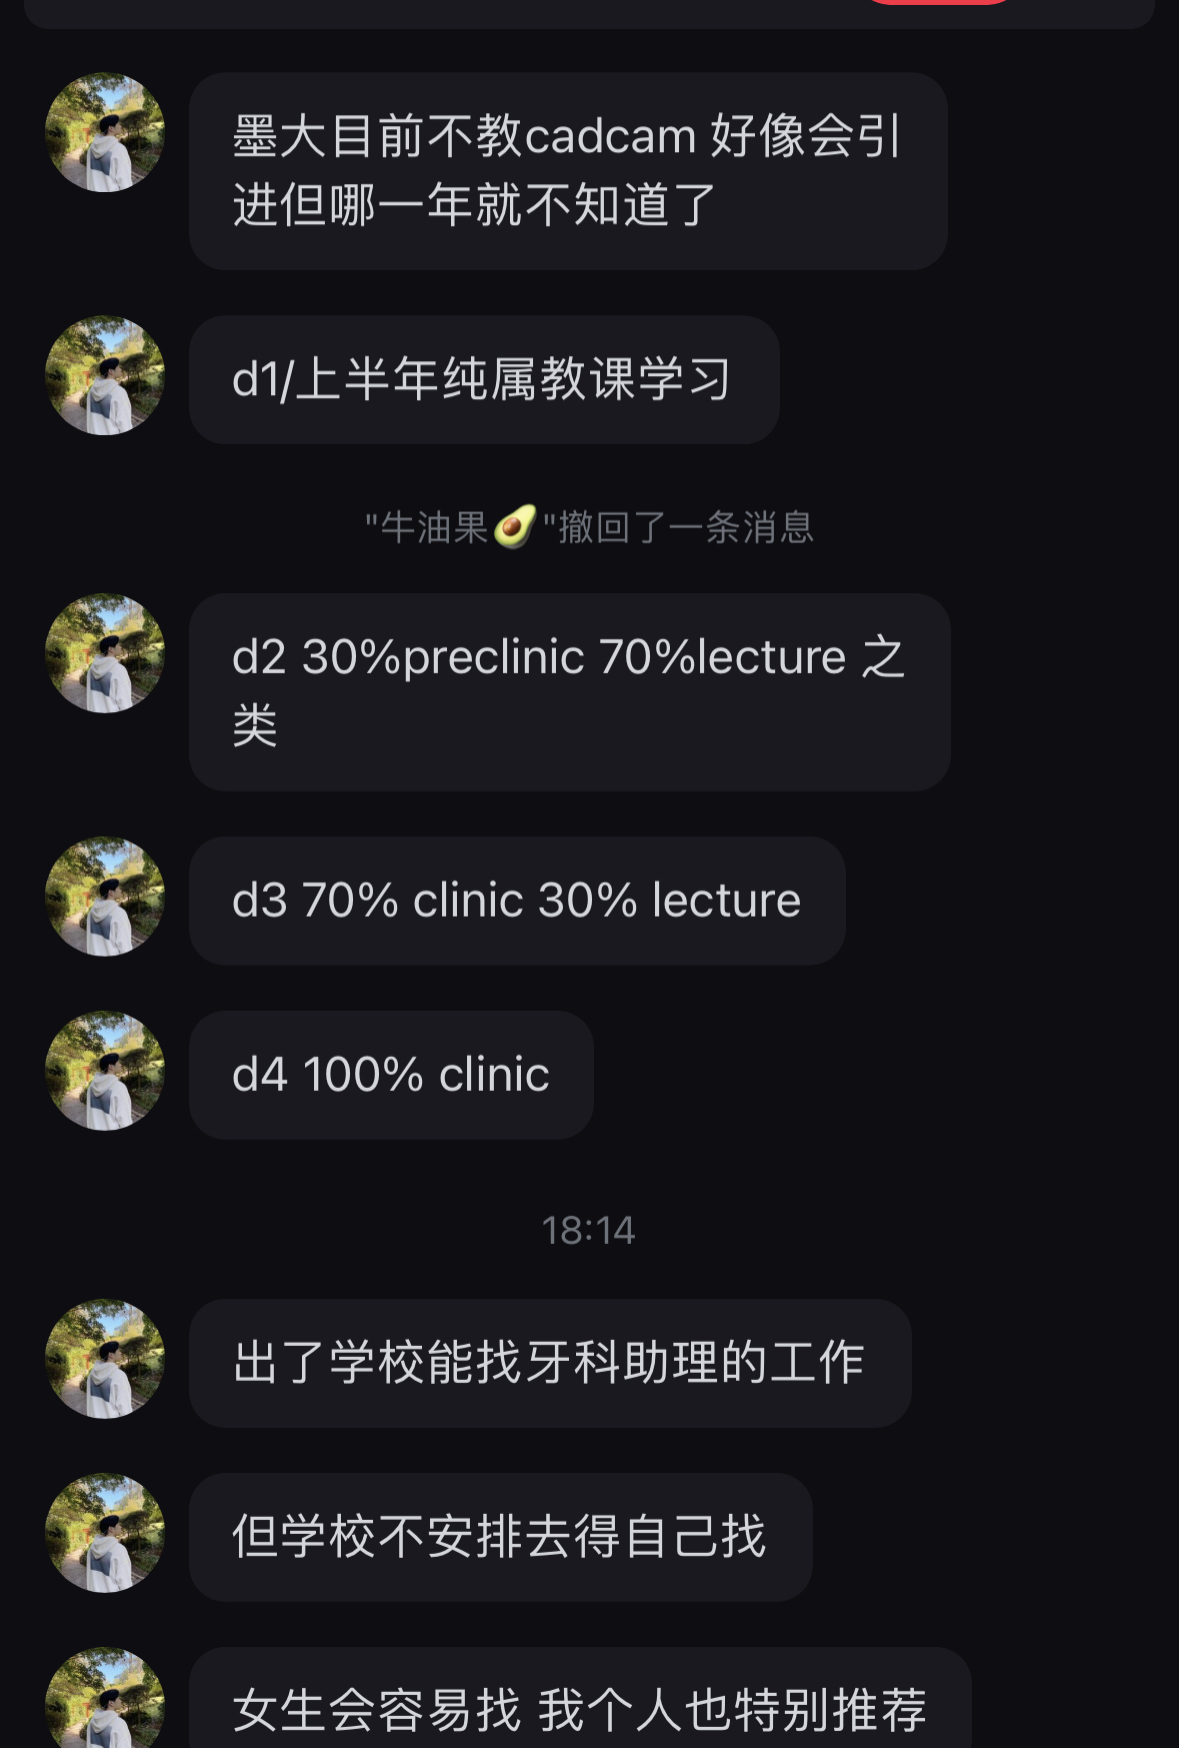 墨大目前不教cadcam 好像会引
进但哪一年就不知道了
d1/上半年纯属教课学习
"牛油果🥑"撤回了一条消息
d2 30%preclinic 70%lecture 之
类
d3 70% clinic 30% lecture
d4 100% clinic
18:14
出了学校能找牙科助理的工作
但学校不安排去得自己找
女生会容易找 我个人也特别推荐